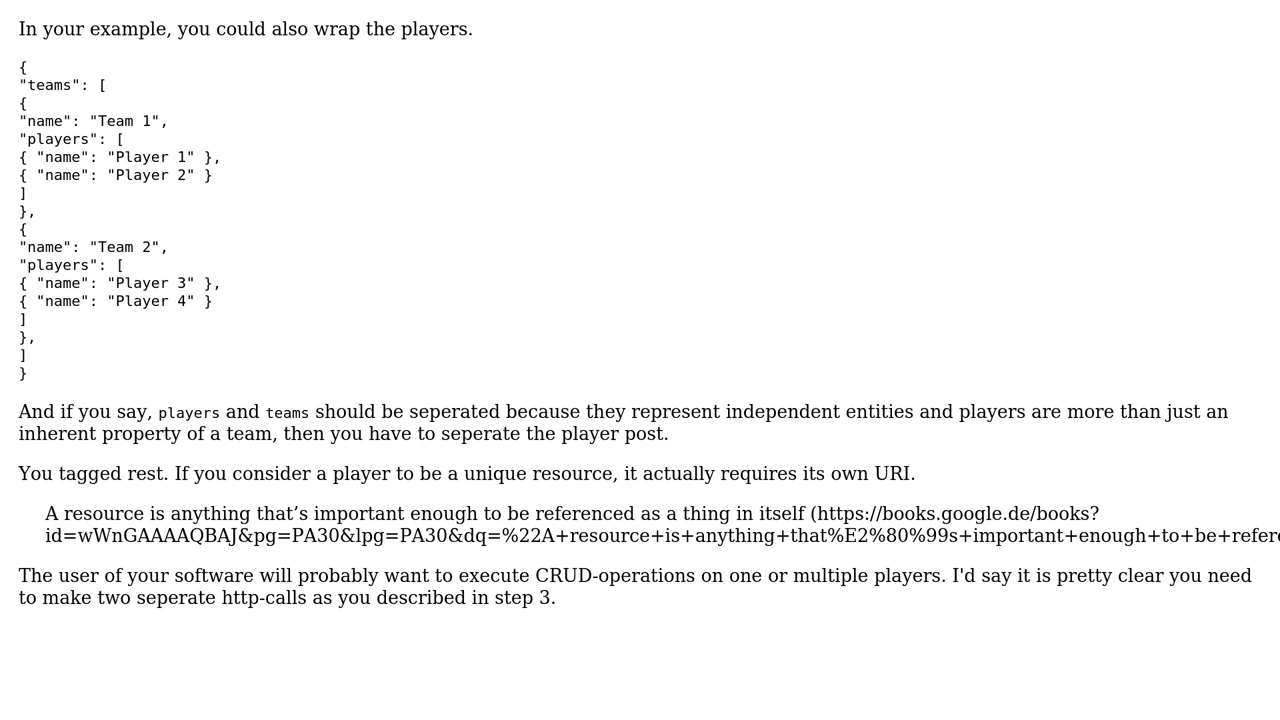 In your example, you could also wrap the players.
{
"teams": [
{
"name": "Team 1",
"players": [
{ "name": "Player 1" },
{ "name": "Player 2" }
]
},
{
"name": "Team 2",
"players": [
{ "name": "Player 3" },
{ "name": "Player 4" }
]
},
]
}
And if you say, players and teams should be seperated because they represent independent entities and players are more than just an
inherent property of a team, then you have to seperate the player post.
You tagged rest. If you consider a player to be a unique resource, it actually requires its own URI.
A resource is anything that’s important enough to be referenced as a thing in itself (https://books.google.de/books?
id=wWnGAAAAQBAJ&pg=PA30&lpg=PA30&dq=%22A+resource+is+anything+that%E2%80%99s+important+enough+to+be+refere
The user of your software will probably want to execute CRUD-operations on one or multiple players. I'd say it is pretty clear you need
to make two seperate http-calls as you described in step 3.